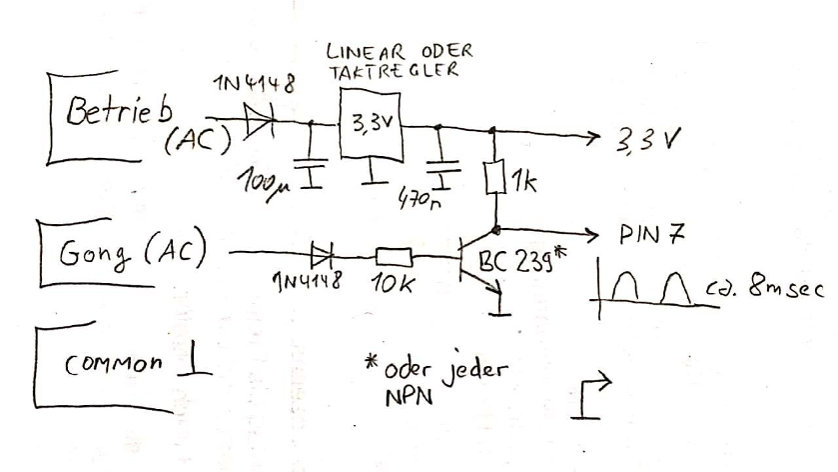 LINEAR ODER
TAKTREGLER
1N4148
Betrieb
(AC)
3,3V
3,3V
100µ
470n
1k
Gong (AC)
1N4148
10K
BC 239*
PIN 7
ca. 8msec
COMMON
* oder jeder
NPN